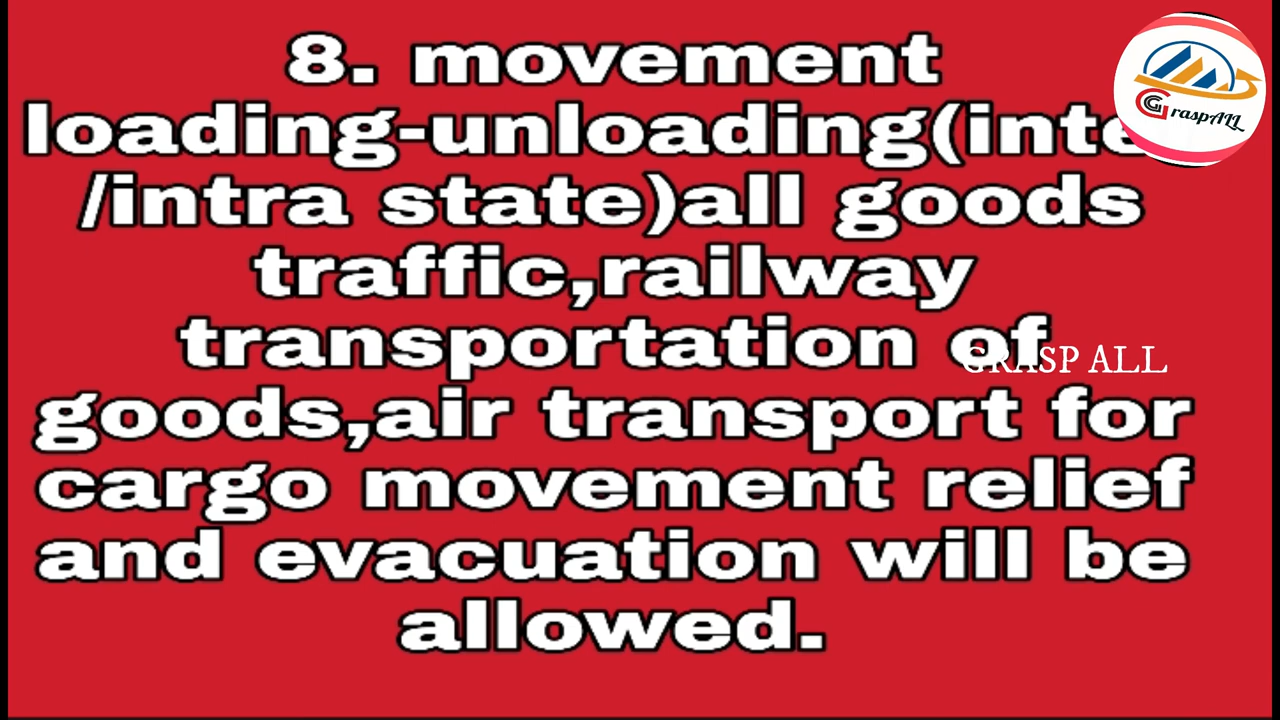 8. movement
loading-unloading(inte
/intra state)all goods
traffic,railway
transportation of
goods,air transport for
cargo movement relief
and evacuation will be
allowed.
GraspALL
GRASP ALL